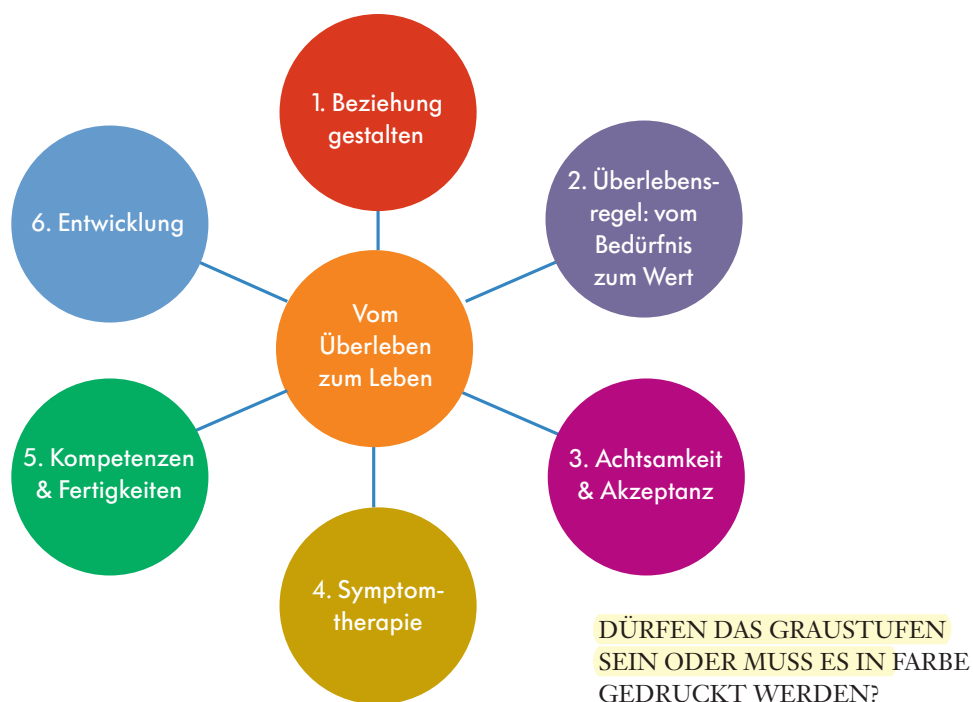 1. Beziehung
gestalten
2. Überlebens-
regel: vom
Bedürfnis
zum Wert
3. Achtsamkeit
& Akzeptanz
4. Symptom-
therapie
5. Kompetenzen
& Fertigkeiten
6. Entwicklung
Vom
Überleben
zum Leben
DÜRFEN DAS GRAUSTUFEN
SEIN ODER MUSS ES IN FARBE
GEDRUCKT WERDEN?